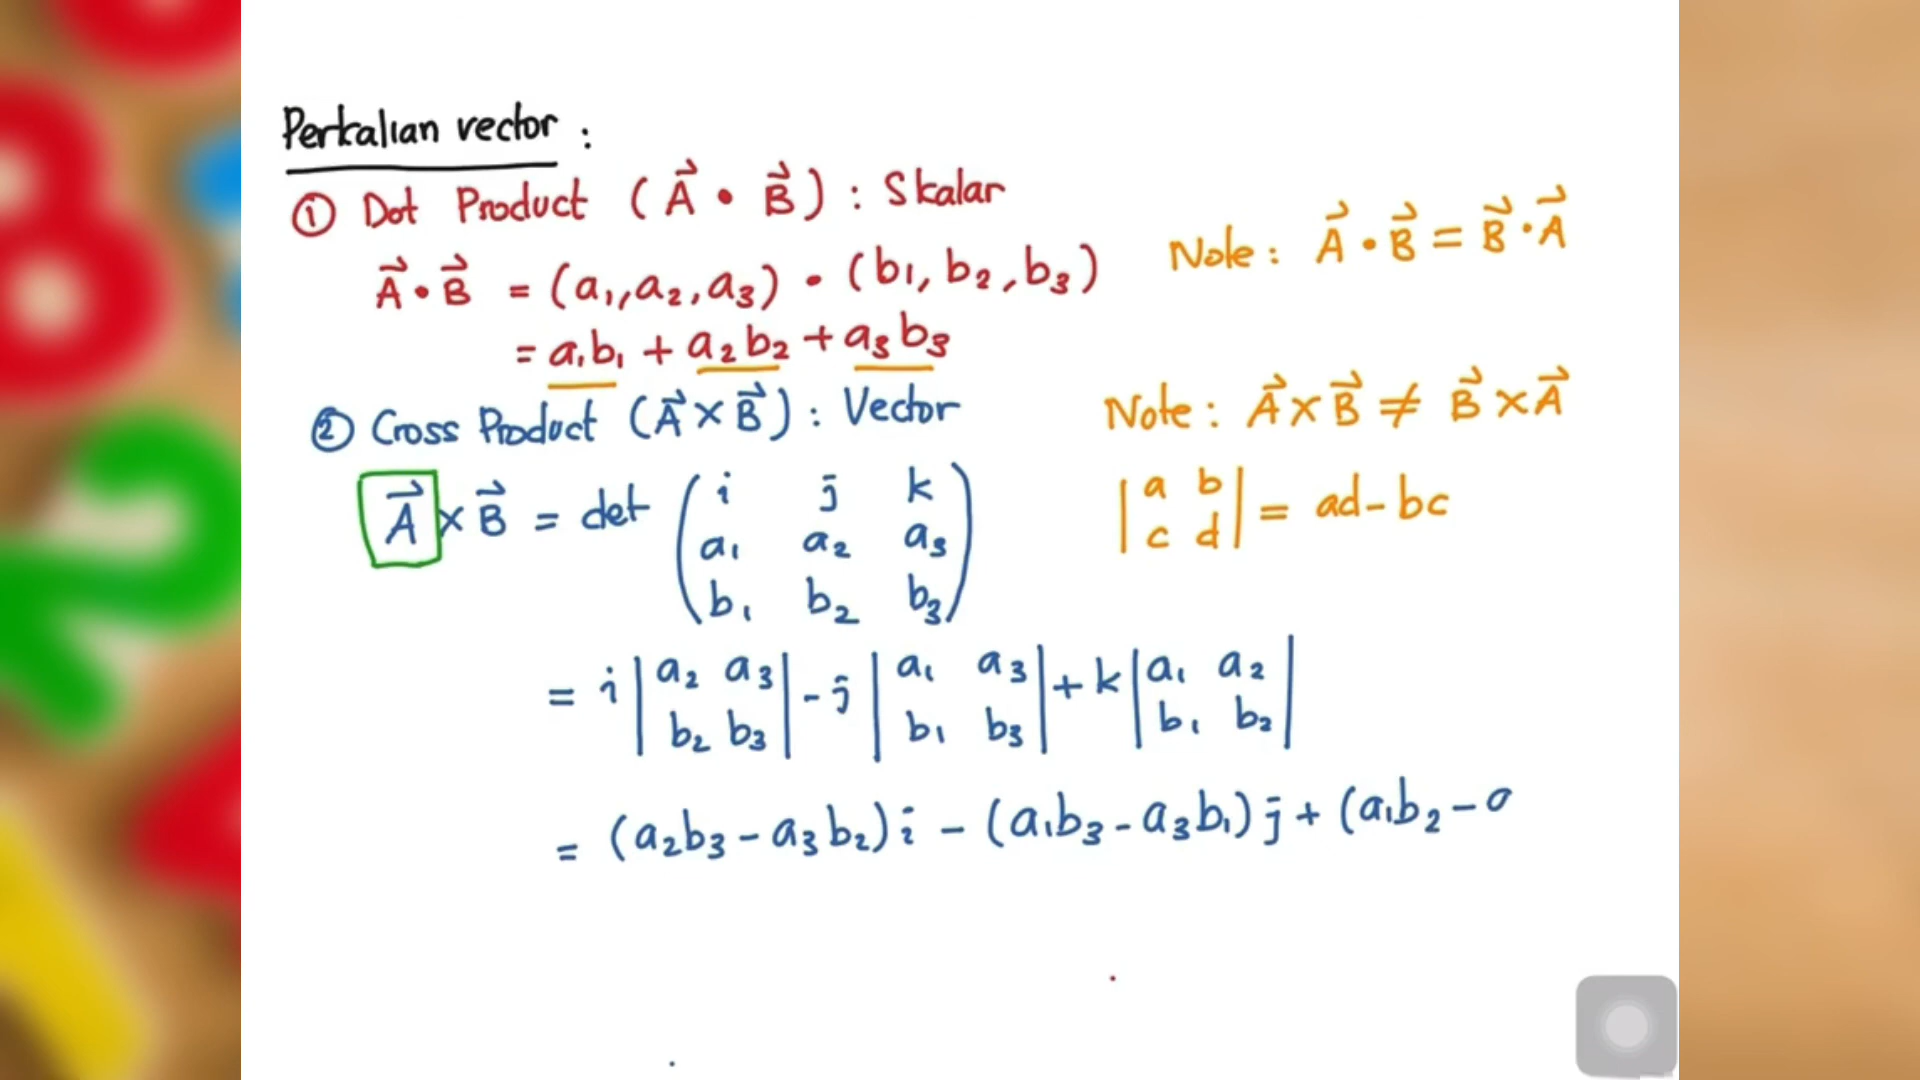 Perkalian vector :
① Dot Product ( A⃗ • B⃗ ) : Skalar
A⃗ • B⃗ = (a₁, a₂, a₃) • (b₁, b₂, b₃)
= a₁b₁ + a₂b₂ + a₃b₃
Note : A⃗ • B⃗ = B⃗ • A⃗
② Cross Product ( A⃗ × B⃗ ) : Vector
Note : A⃗ × B⃗ ≠ B⃗ × A⃗
A⃗ × B⃗ = det ( i j k
a₁ a₂ a₃
b₁ b₂ b₃ )
| a b
c d | = ad - bc
= i | a₂ a₃ | - j | a₁ a₃ | + k | a₁ a₂ |
b₂ b₃ b₁ b₃ b₁ b₂
= (a₂b₃ - a₃b₂) i - (a₁b₃ - a₃b₁) j + (a₁b₂ - a